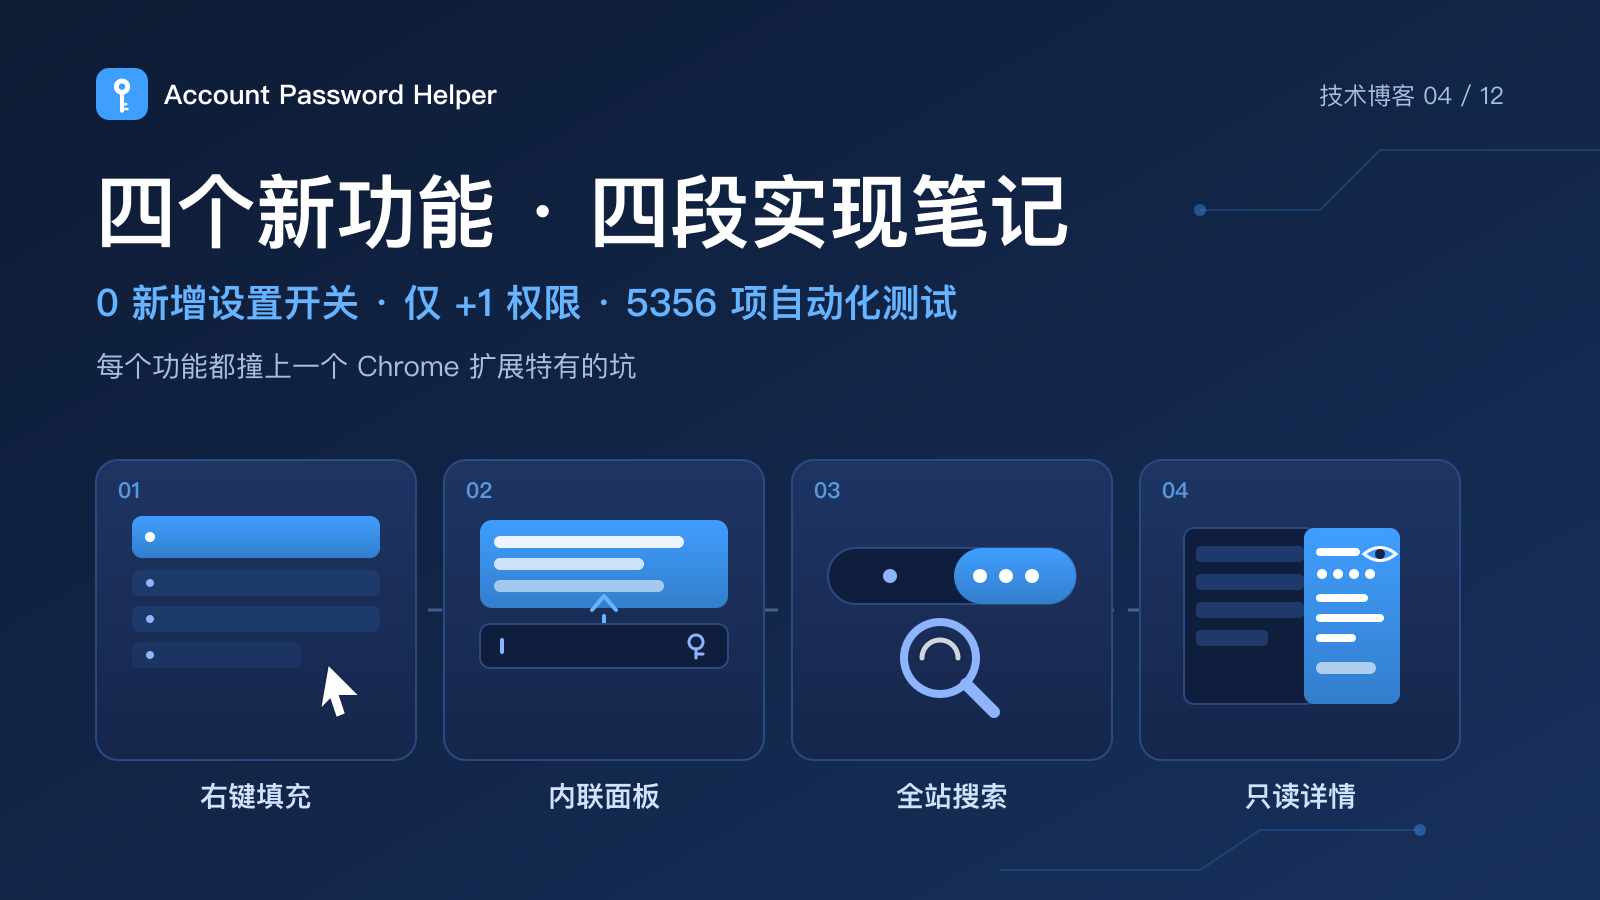 Account Password Helper
技术博客 04 / 12
四个新功能 · 四段实现笔记
0 新增设置开关 · 仅 +1 权限 · 5356 项自动化测试
每个功能都撞上一个 Chrome 扩展特有的坑
01
02
03
04
右键填充
内联面板
全站搜索
只读详情